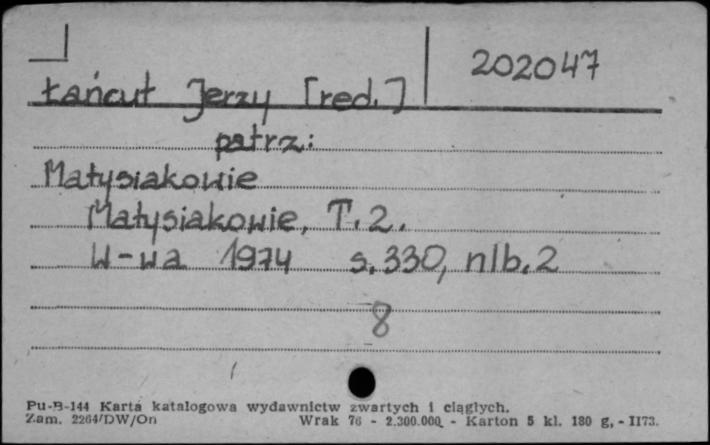 202047
Łańcut Jerzy [red.]
patrz:
Matysiakowie
Matysiakowie, T.2.
W-wa 1974 s.330, nlb.2
8
Pu-B-144 Karta katalogowa wydawnictw zwartych i ciągłych.
Zam. 2264/DW/On Wrak 76 - 2.300.000 - Karton 5 kl. 180 g, - II73.